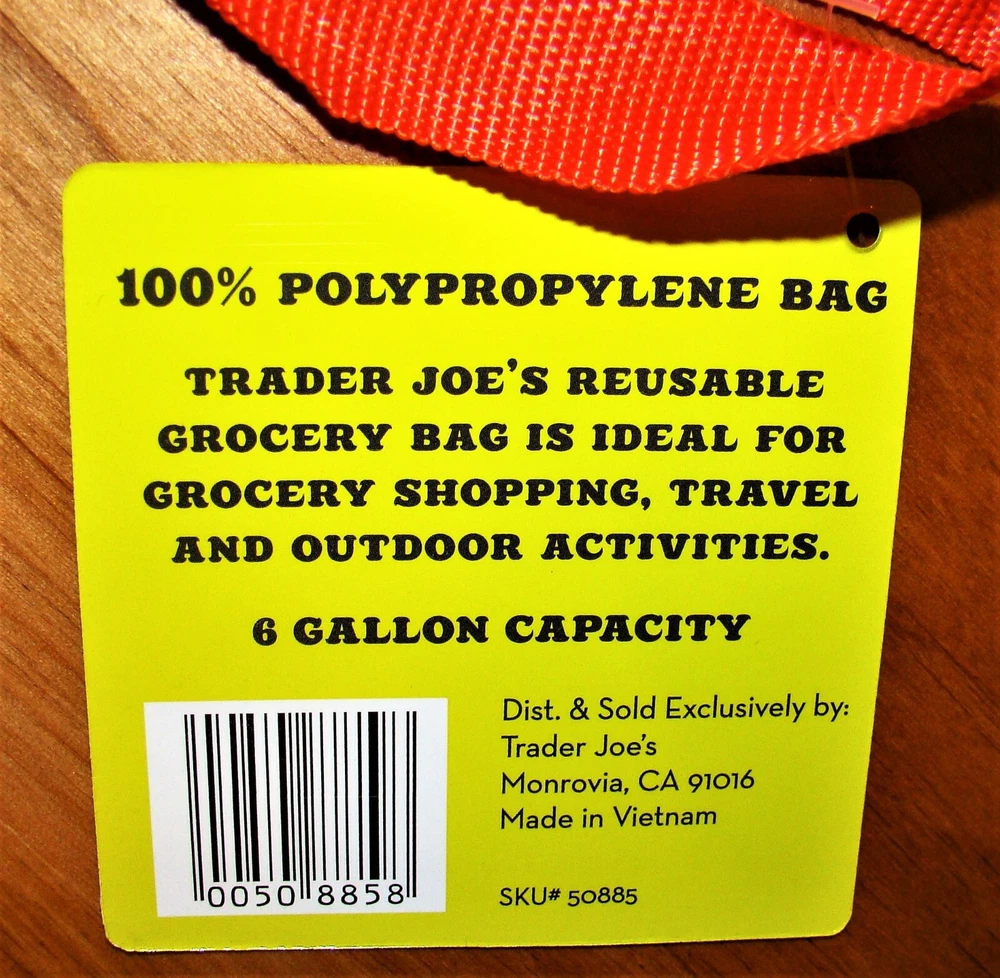 100% POLYPROPYLENE BAG
TRADER JOE'S REUSABLE
GROCERY BAG IS IDEAL FOR
GROCERY SHOPPING, TRAVEL
AND OUTDOOR ACTIVITIES.
6 GALLON CAPACITY
Dist. & Sold Exclusively by:
Trader Joe's
Monrovia, CA 91016
Made in Vietnam
SKU# 50885
0050 8858